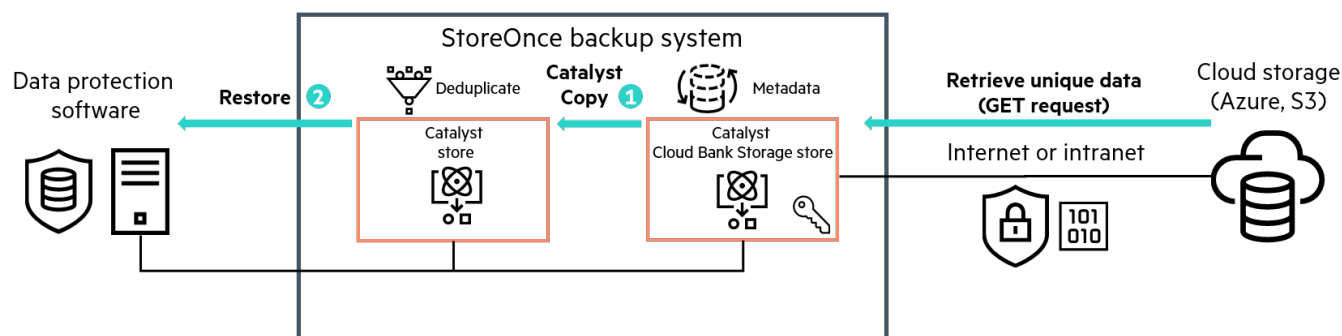 StoreOnce backup system
Data protection
software
Restore 2
Deduplicate
Catalyst
Copy 1
Metadata
Retrieve unique data
(GET request)
Cloud storage
(Azure, S3)
Catalyst
store
Catalyst
Cloud Bank Storage store
Internet or intranet
101
010